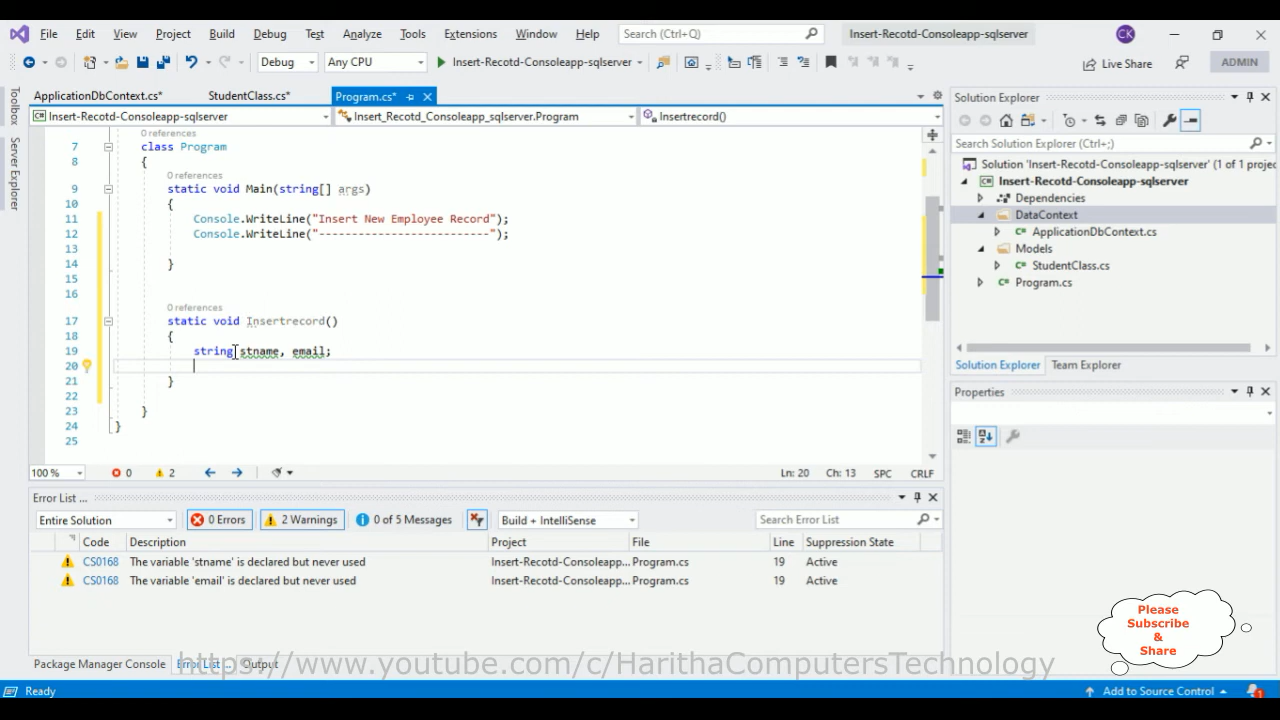 File Edit View Project Build Debug Test Analyze Tools Extensions Window Help Search (Ctrl+Q) Insert-Recotd-Consoleapp-sqlserver CK
Debug Any CPU Insert-Recotd-Consoleapp-sqlserver Live Share ADMIN
Toolbox
Server Explorer
ApplicationDbContext.cs* StudentClass.cs* Program.cs*
Insert-Recotd-Consoleapp-sqlserver Insert_Recotd_Consoleapp_sqlserver.Program Insertrecord()
0 references
7 class Program
8 {
0 references
9 static void Main(string[] args)
10 {
11 Console.WriteLine("Insert New Employee Record");
12 Console.WriteLine("--------------------------");
13
14 }
15
16
0 references
17 static void Insertrecord()
18 {
19 string stname, email;
20
21 }
22
23 }
24 }
25
100 % 0 2 Ln: 20 Ch: 13 SPC CRLF
Solution Explorer
Search Solution Explorer (Ctrl+;)
Solution 'Insert-Recotd-Consoleapp-sqlserver' (1 of 1 project
Insert-Recotd-Consoleapp-sqlserver
Dependencies
DataContext
ApplicationDbContext.cs
Models
StudentClass.cs
Program.cs
Solution Explorer Team Explorer
Properties
Error List ...
Entire Solution 0 Errors 2 Warnings 0 of 5 Messages Build + IntelliSense Search Error List
Code Description Project File Line Suppression State
CS0168 The variable 'stname' is declared but never used Insert-Recotd-Consoleapp... Program.cs 19 Active
CS0168 The variable 'email' is declared but never used Insert-Recotd-Consoleapp... Program.cs 19 Active
Please
Subscribe
&
Share
Package Manager Console Error List ... Output
https://www.youtube.com/c/HarithaComputersTechnology
Ready Add to Source Control 1